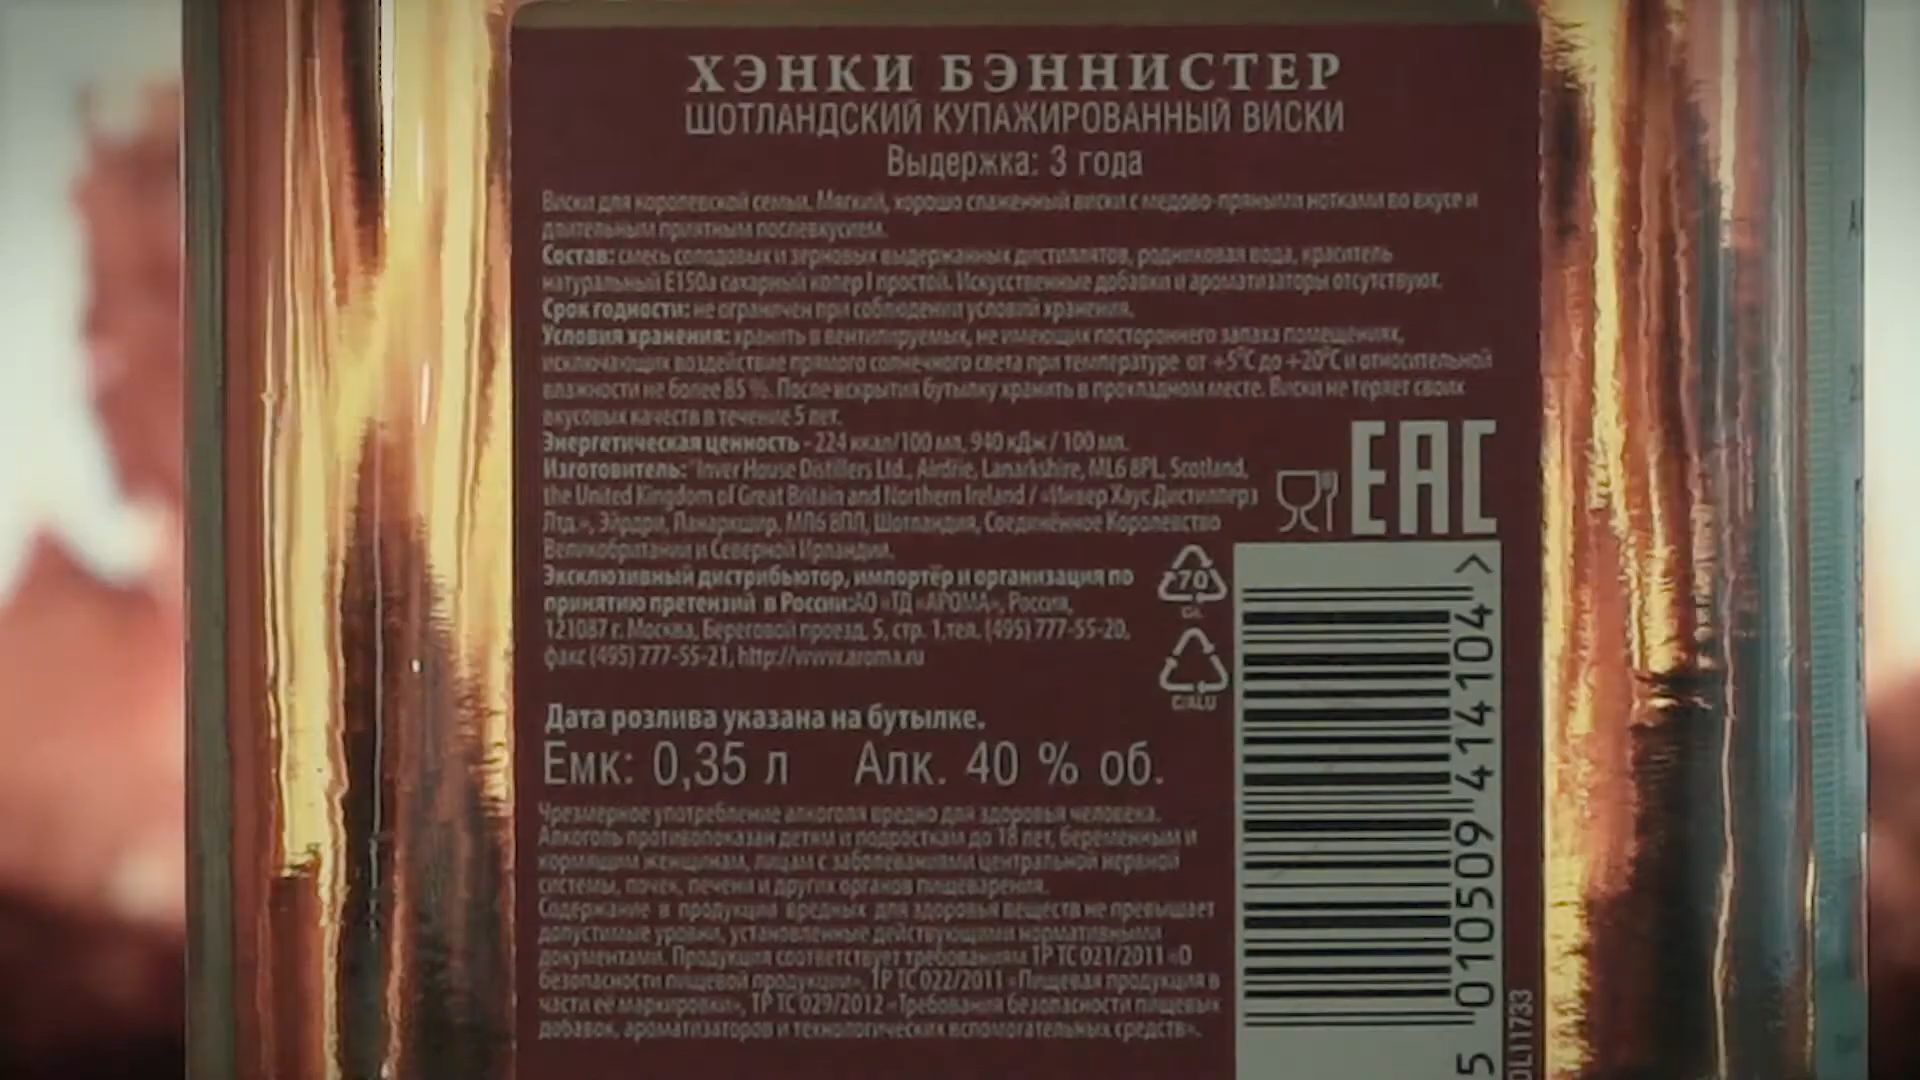 ХЭНКИ БЭННИСТЕР
ШОТЛАНДСКИЙ КУПАЖИРОВАННЫЙ ВИСКИ
Выдержка: 3 года
Виски для королевской семьи. Мягкий, хорошо слаженный виски с медово-пряными нотками во вкусе и
длительным приятным послевкусием.
Состав: смесь солодовых и зерновых выдержанных дистиллятов, родниковая вода, краситель
натуральный Е150а сахарный колер I простой. Искусственные добавки и ароматизаторы отсутствуют.
Срок годности: не ограничен при соблюдении условий хранения.
Условия хранения: хранить в вентилируемых, не имеющих постороннего запаха помещениях,
исключающих воздействие прямого солнечного света при температуре от +5°С до +20°С и относительной
влажности не более 85 %. После вскрытия бутылку хранить в прохладном месте. Виски не теряет своих
вкусовых качеств в течение 5 лет.
Энергетическая ценность - 224 ккал/100 мл, 940 кДж / 100 мл.
Изготовитель: "Inver House Distillers Ltd., Airdrie, Lanarkshire, ML6 8PL, Scotland,
the United Kingdom of Great Britain and Northern Ireland / «Инвер Хаус Дистиллерз
Лтд.», Эйрдри, Ланаркшир, МЛ6 8ПЛ, Шотландия, Соединённое Королевство
Великобритании и Северной Ирландии.
EAC
Эксклюзивный дистрибьютор, импортёр и организация по
принятию претензий в России:АО «ТД «АРОМА», Россия,
121087 г. Москва, Береговой проезд, 5, стр. 1.тел. (495) 777-55-20,
факс (495) 777-55-21, http://www.aroma.ru
70
GL
C/ALU
Дата розлива указана на бутылке.
Емк: 0,35 л Алк. 40 % об.
Чрезмерное употребление алкоголя вредно для здоровья человека.
Алкоголь противопоказан детям и подросткам до 18 лет, беременным и
кормящим женщинам, лицам с заболеваниями центральной нервной
системы, почек, печени и других органов пищеварения.
Содержание в продукции вредных для здоровья веществ не превышает
допустимые уровни, установленные действующими нормативными
документами. Продукция соответствует требованиям ТР ТС 021/2011 «О
безопасности пищевой продукции», ТР ТС 022/2011 «Пищевая продукция в
части её маркировки», ТР ТС 029/2012 «Требования безопасности пищевых
добавок, ароматизаторов и технологических вспомогательных средств».
5 010509 414104 >
DL11733